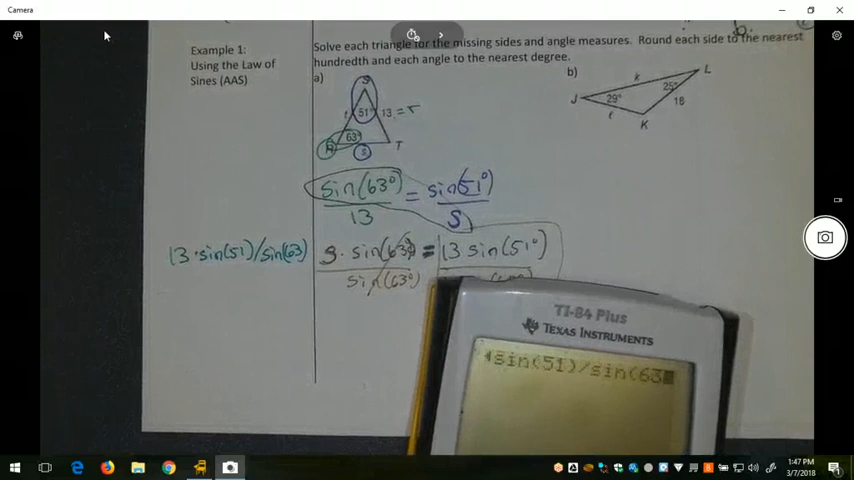 Camera
Example 1:
Using the Law of
Sines (AAS)
Solve each triangle for the missing sides and angle measures. Round each side to the nearest
hundredth and each angle to the nearest degree.
a)
b)
S
t 51° 13 = r
63°
R S T
k L
25°
J 29° 18
ℓ
K
sin(63°) = sin(51°)
13 S
13·sin(51)/sin(63)
S·sin(63°) = 13 sin(51°)
sin(63°)
TI-84 Plus
TEXAS INSTRUMENTS
sin(51)/sin(63
1:47 PM
3/7/2018